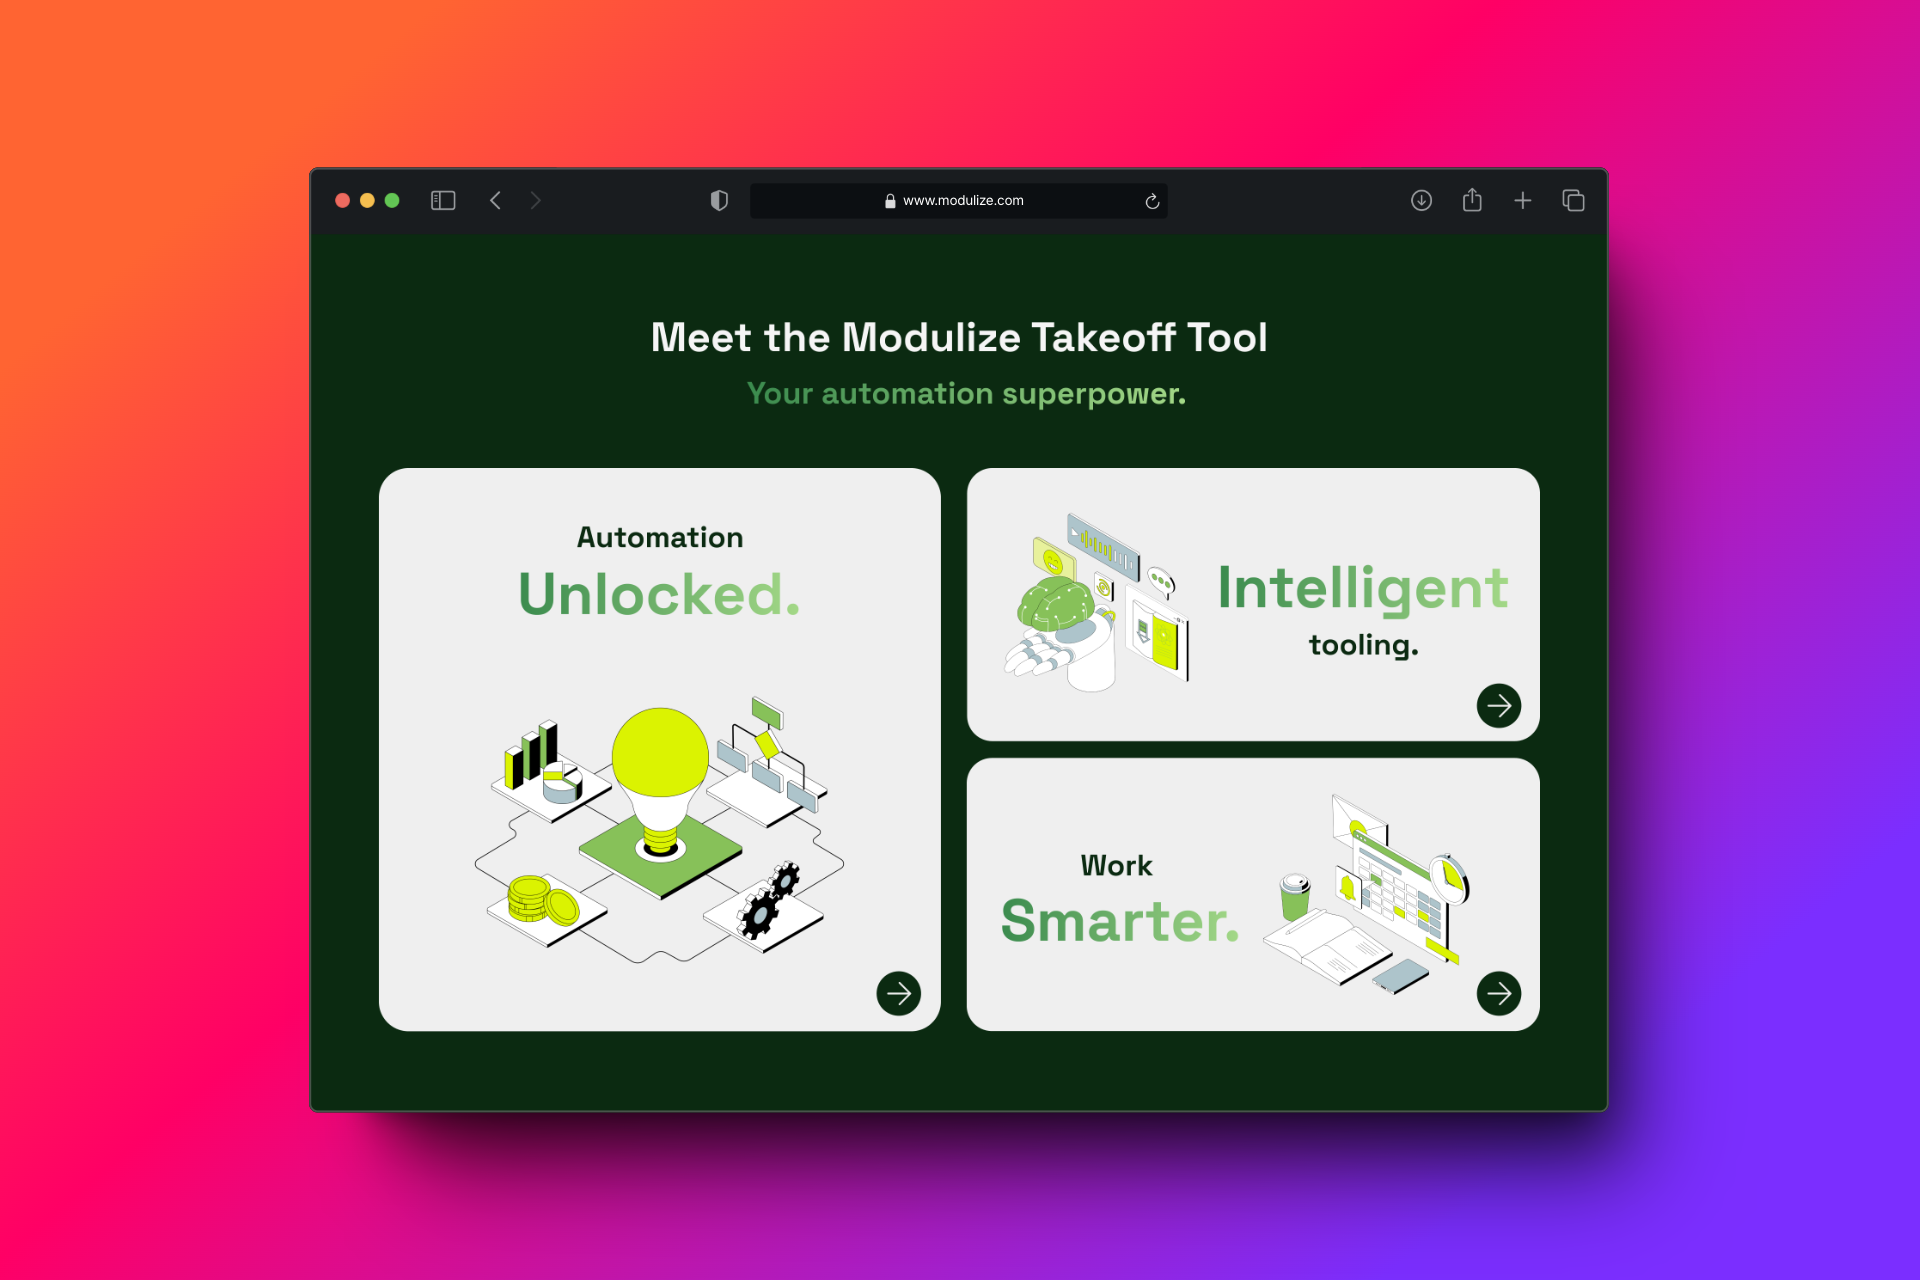 www.modulize.com
Meet the Modulize Takeoff Tool
Your automation superpower.
Automation
Unlocked.
Intelligent
tooling.
Work
Smarter.